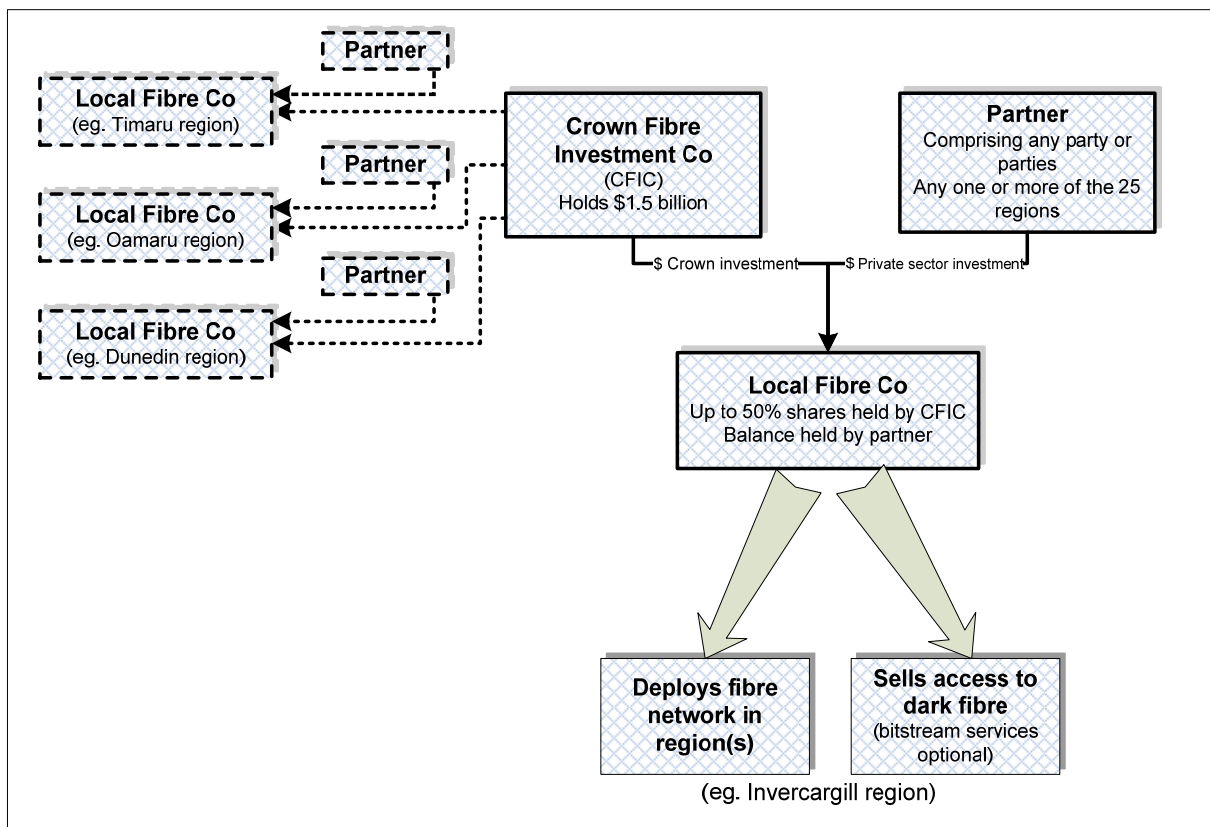 Partner
Local Fibre Co
(eg. Timaru region)
Partner
Local Fibre Co
(eg. Oamaru region)
Partner
Local Fibre Co
(eg. Dunedin region)
Crown Fibre
Investment Co
(CFIC)
Holds $1.5 billion
Partner
Comprising any party or
parties
Any one or more of the 25
regions
$ Crown investment
$ Private sector investment
Local Fibre Co
Up to 50% shares held by CFIC
Balance held by partner
Deploys fibre
network in
region(s)
Sells access to
dark fibre
(bitstream services
optional)
(eg. Invercargill region)